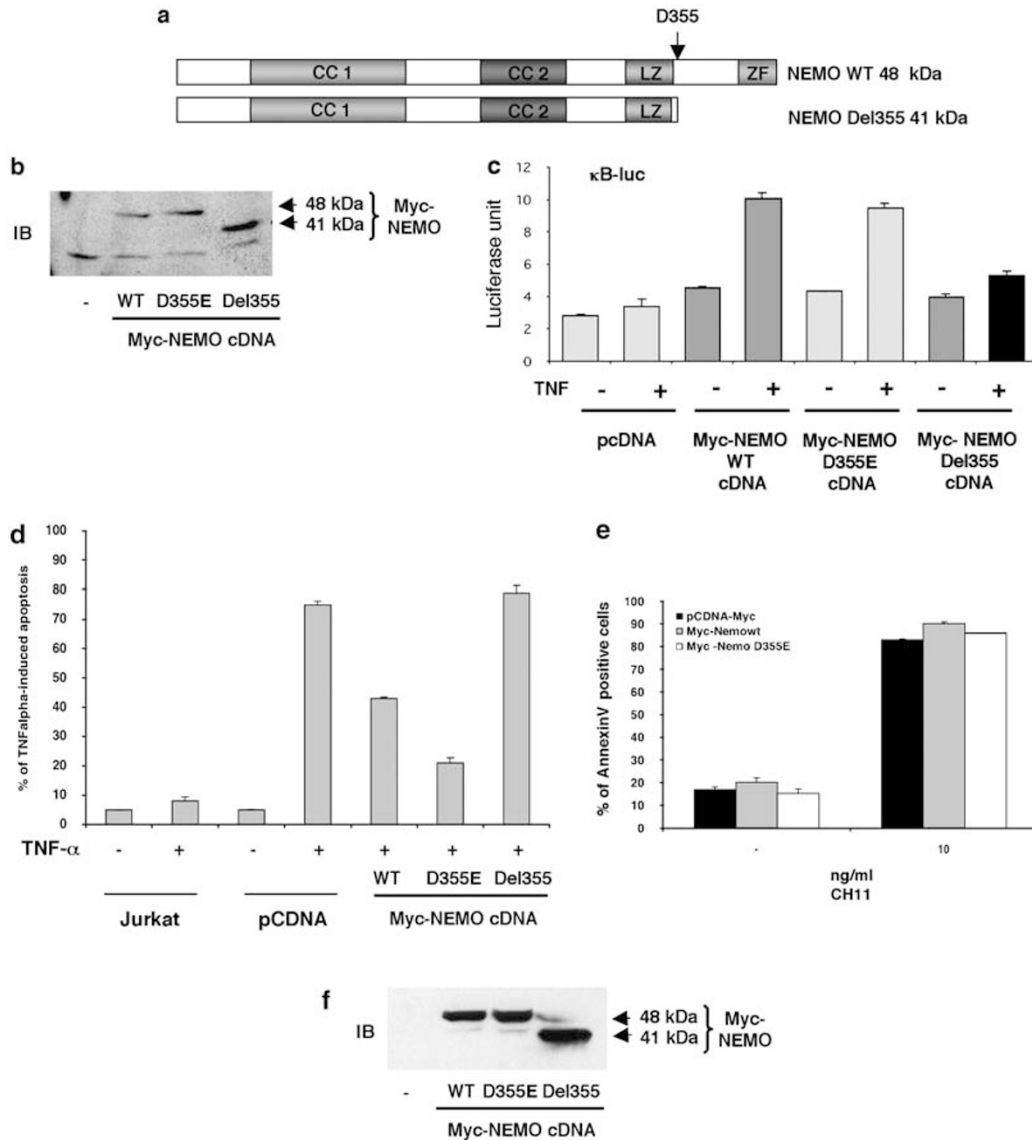 a
D355
CC 1 CC 2 LZ ZF NEMO WT 48 kDa
CC 1 CC 2 LZ NEMO Del355 41 kDa
b
IB
48 kDa
41 kDa
Myc-
NEMO
- WT D355E Del355
Myc-NEMO cDNA
c
κB-luc
Luciferase unit
12
10
8
6
4
2
0
TNF - + - + - + - +
pcDNA
Myc-NEMO
WT
cDNA
Myc-NEMO
D355E
cDNA
Myc- NEMO
Del355
cDNA
d
% of TNFalpha-induced apoptosis
100
90
80
70
60
50
40
30
20
10
0
TNF-α - + - + + + +
WT D355E Del355
Jurkat pCDNA Myc-NEMO cDNA
e
% of AnnexinV positive cells
100
90
80
70
60
50
40
30
20
10
0
pCDNA-Myc
Myc-Nemowt
Myc -Nemo D355E
- 10
ng/ml
CH11
f
IB
48 kDa
41 kDa
Myc-
NEMO
- WT D355E Del355
Myc-NEMO cDNA